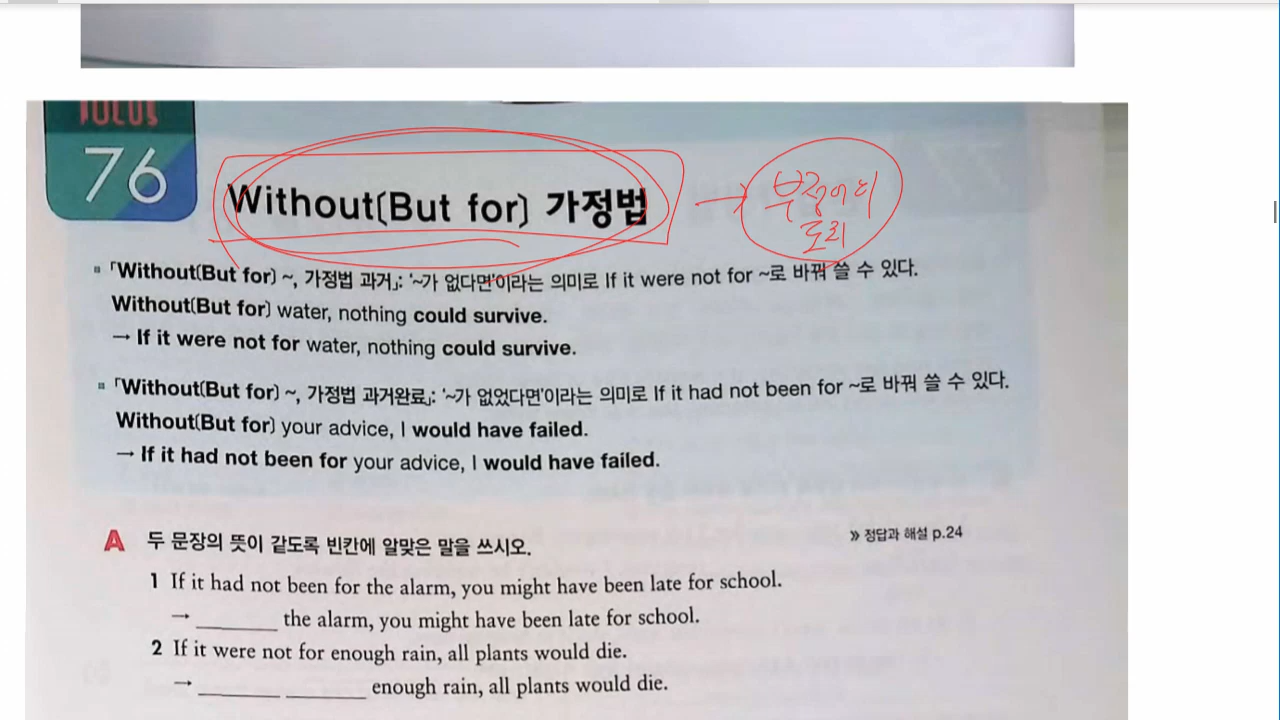 FOCUS
76
Without(But for) 가정법
→ 부정어의
도치
▪ 「Without(But for) ~, 가정법 과거」: '~가 없다면'이라는 의미로 If it were not for ~로 바꿔 쓸 수 있다.
Without(But for) water, nothing could survive.
→ If it were not for water, nothing could survive.
▪ 「Without(But for) ~, 가정법 과거완료」: '~가 없었다면'이라는 의미로 If it had not been for ~로 바꿔 쓸 수 있다.
Without(But for) your advice, I would have failed.
→ If it had not been for your advice, I would have failed.
A 두 문장의 뜻이 같도록 빈칸에 알맞은 말을 쓰시오.
» 정답과 해설 p.24
1 If it had not been for the alarm, you might have been late for school.
→ ________ the alarm, you might have been late for school.
2 If it were not for enough rain, all plants would die.
→ ________ ________ enough rain, all plants would die.